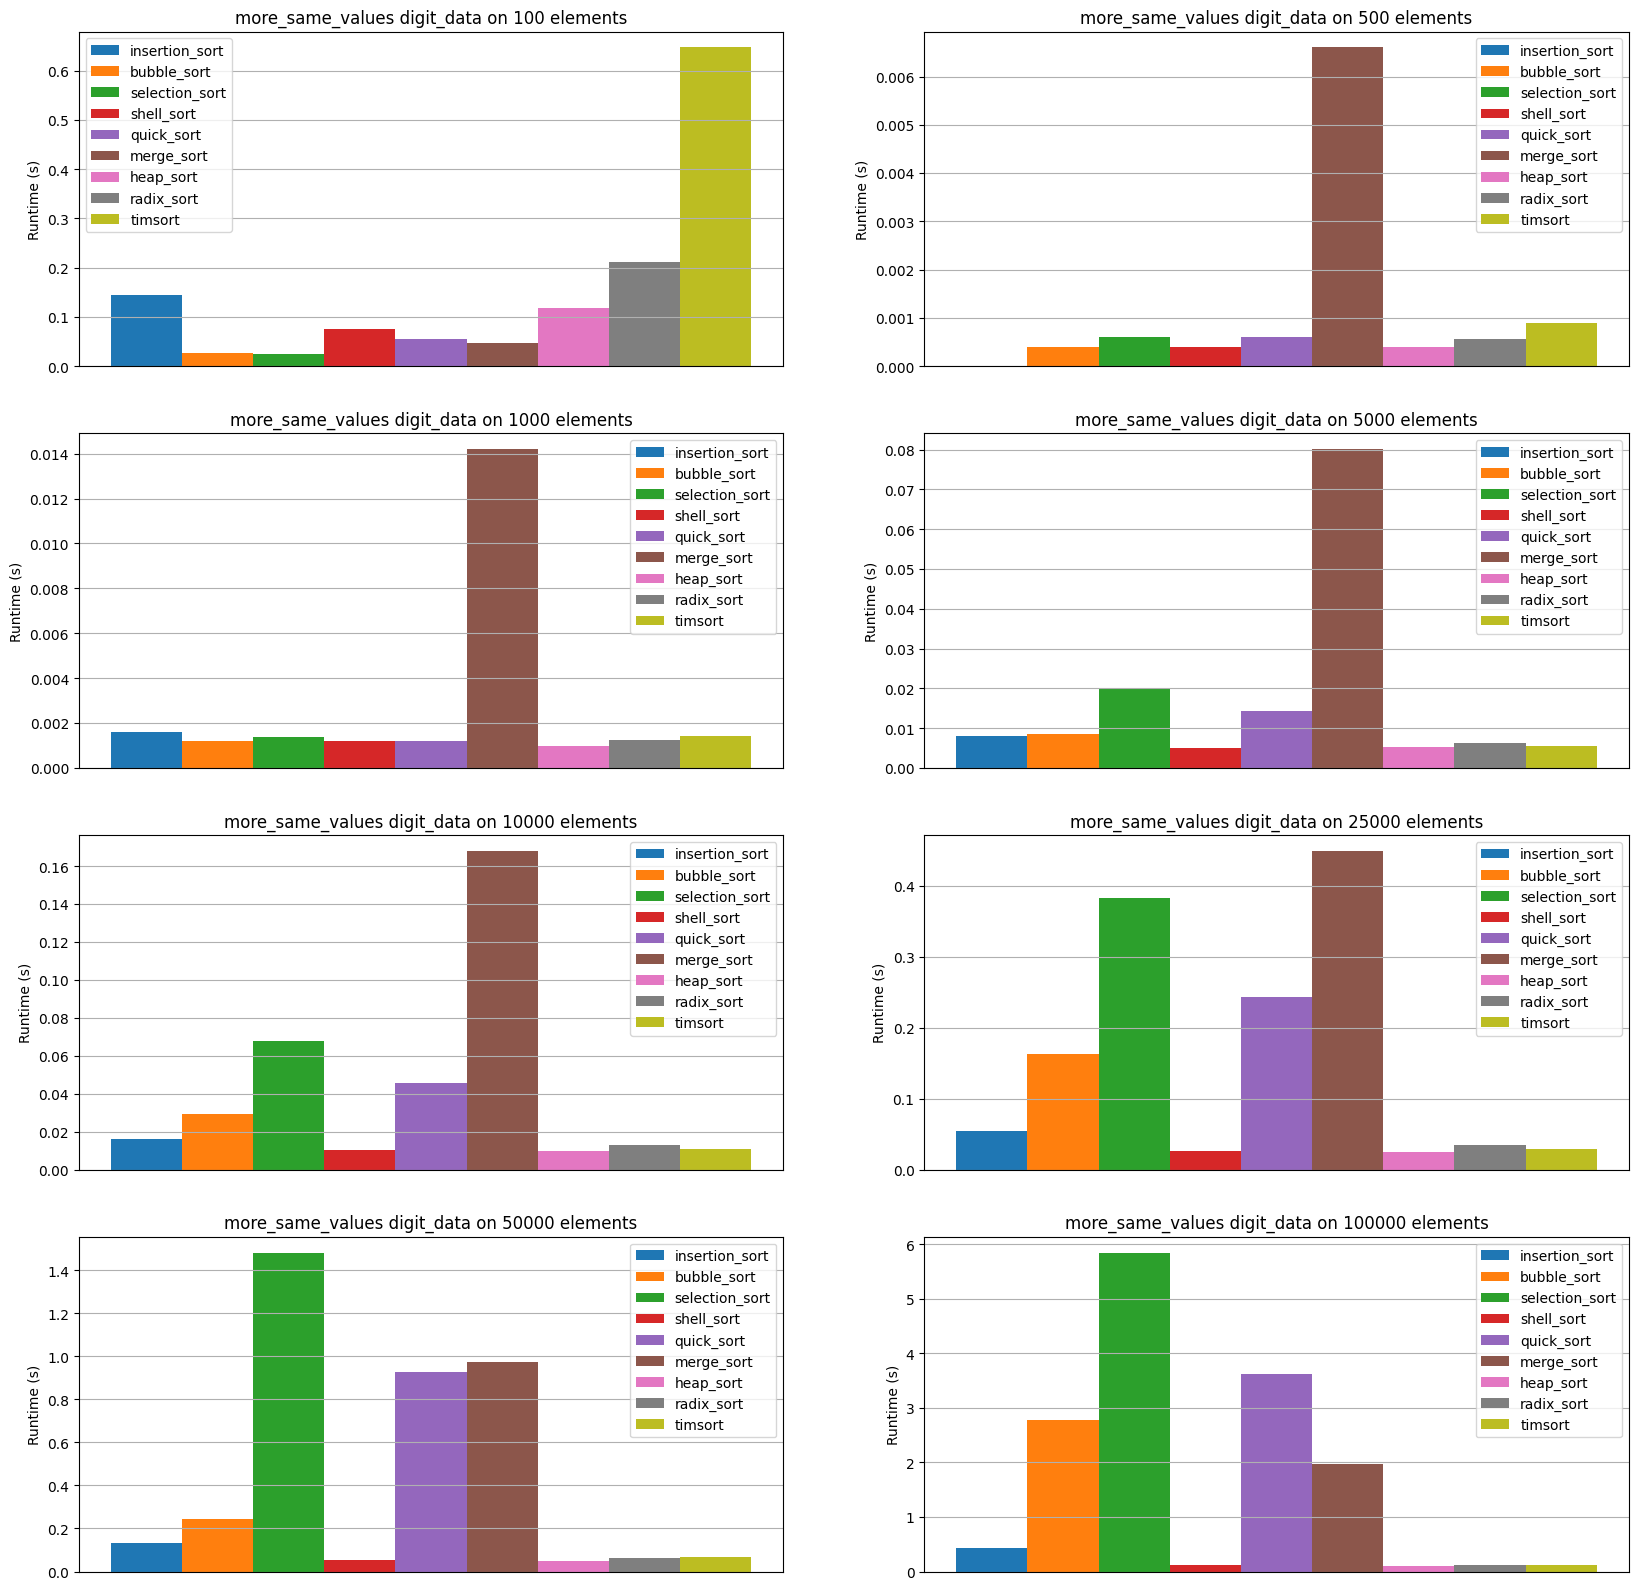 more_same_values digit_data on 100 elements
Runtime (s)
0.6
0.5
0.4
0.3
0.2
0.1
0.0
insertion_sort
bubble_sort
selection_sort
shell_sort
quick_sort
merge_sort
heap_sort
radix_sort
timsort
more_same_values digit_data on 500 elements
Runtime (s)
0.006
0.005
0.004
0.003
0.002
0.001
0.000
insertion_sort
bubble_sort
selection_sort
shell_sort
quick_sort
merge_sort
heap_sort
radix_sort
timsort
more_same_values digit_data on 1000 elements
Runtime (s)
0.014
0.012
0.010
0.008
0.006
0.004
0.002
0.000
insertion_sort
bubble_sort
selection_sort
shell_sort
quick_sort
merge_sort
heap_sort
radix_sort
timsort
more_same_values digit_data on 5000 elements
Runtime (s)
0.08
0.07
0.06
0.05
0.04
0.03
0.02
0.01
0.00
insertion_sort
bubble_sort
selection_sort
shell_sort
quick_sort
merge_sort
heap_sort
radix_sort
timsort
more_same_values digit_data on 10000 elements
Runtime (s)
0.16
0.14
0.12
0.10
0.08
0.06
0.04
0.02
0.00
insertion_sort
bubble_sort
selection_sort
shell_sort
quick_sort
merge_sort
heap_sort
radix_sort
timsort
more_same_values digit_data on 25000 elements
Runtime (s)
0.4
0.3
0.2
0.1
0.0
insertion_sort
bubble_sort
selection_sort
shell_sort
quick_sort
merge_sort
heap_sort
radix_sort
timsort
more_same_values digit_data on 50000 elements
Runtime (s)
1.4
1.2
1.0
0.8
0.6
0.4
0.2
0.0
insertion_sort
bubble_sort
selection_sort
shell_sort
quick_sort
merge_sort
heap_sort
radix_sort
timsort
more_same_values digit_data on 100000 elements
Runtime (s)
6
5
4
3
2
1
0
insertion_sort
bubble_sort
selection_sort
shell_sort
quick_sort
merge_sort
heap_sort
radix_sort
timsort